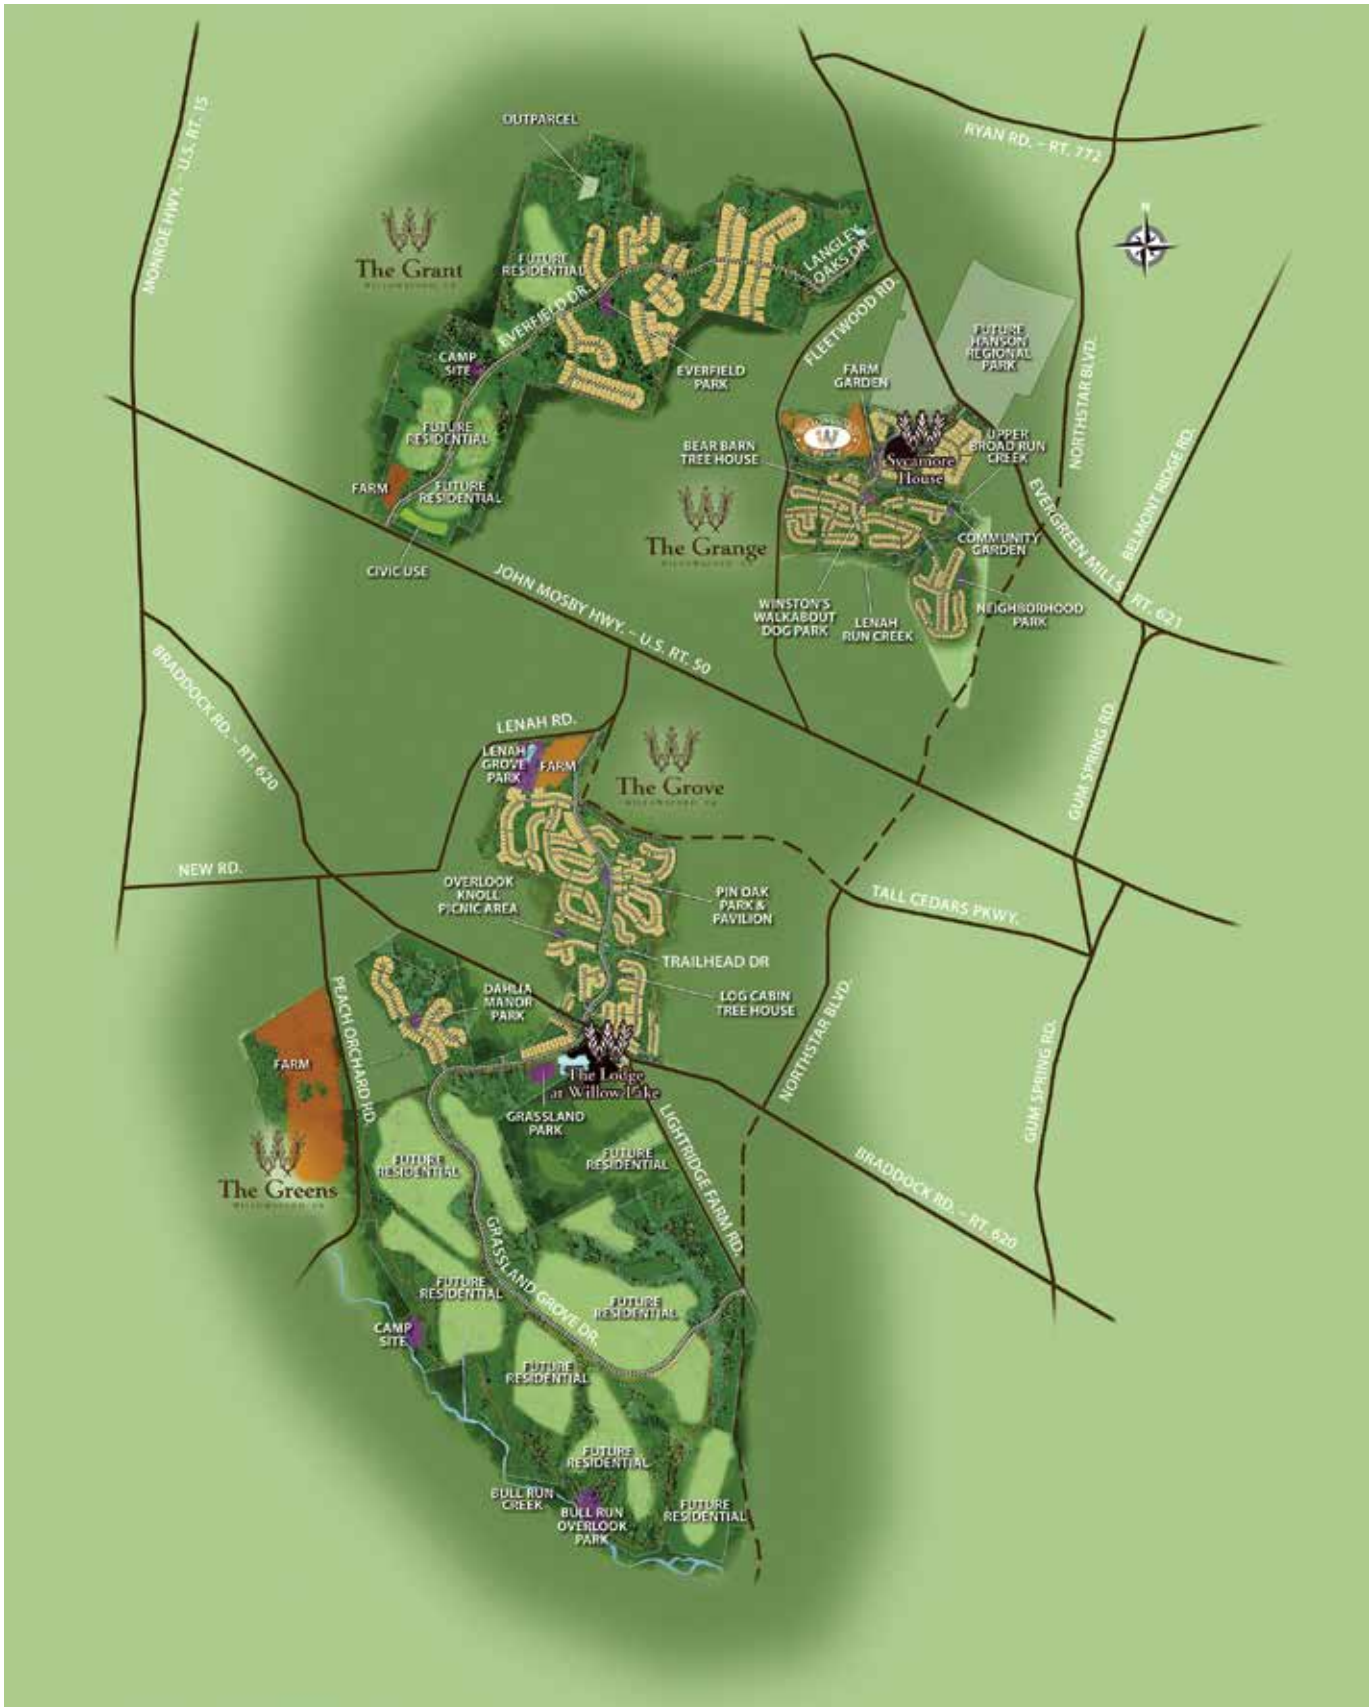 MONROE HWY. – U.S. RT. 15
OUTPARCEL
RYAN RD. – RT. 772
N
The Grant
FUTURE
RESIDENTIAL
LANGLEY
OAKS DR
EVERFIELD DR.
FLEETWOOD RD.
CAMP
SITE
EVERFIELD
PARK
FARM
GARDEN
FUTURE
HANSON
REGIONAL
PARK
NORTHSTAR BLVD.
FUTURE
RESIDENTIAL
BEAR BARN
TREE HOUSE
Sycamore
House
UPPER
BROAD RUN
CREEK
BELMONT RIDGE RD.
FARM
FUTURE
RESIDENTIAL
The Grange
COMMUNITY
GARDEN
EVERGREEN MILLS – RT. 621
CIVIC USE
JOHN MOSBY HWY. – U.S. RT. 50
WINSTON'S
WALKABOUT
DOG PARK
LENAH
RUN CREEK
NEIGHBORHOOD
PARK
BRADDOCK RD. – RT. 620
LENAH RD.
LENAH
GROVE
PARK
FARM
The Grove
GUM SPRING RD.
NEW RD.
OVERLOOK
KNOLL
PICNIC AREA
PIN OAK
PARK &
PAVILION
TALL CEDARS PKWY.
TRAILHEAD DR
PEACH ORCHARD RD.
DAHLIA
MANOR
PARK
LOG CABIN
TREE HOUSE
NORTHSTAR BLVD.
FARM
The Lodge
at Willow Lake
GRASSLAND
PARK
GUM SPRING RD.
LIGHTRIDGE FARM RD.
FUTURE
RESIDENTIAL
FUTURE
RESIDENTIAL
The Greens
BRADDOCK RD. – RT. 620
GRASSLAND GROVE DR.
FUTURE
RESIDENTIAL
FUTURE
RESIDENTIAL
CAMP
SITE
FUTURE
RESIDENTIAL
FUTURE
RESIDENTIAL
BULL RUN
CREEK
BULL RUN
OVERLOOK
PARK
FUTURE
RESIDENTIAL